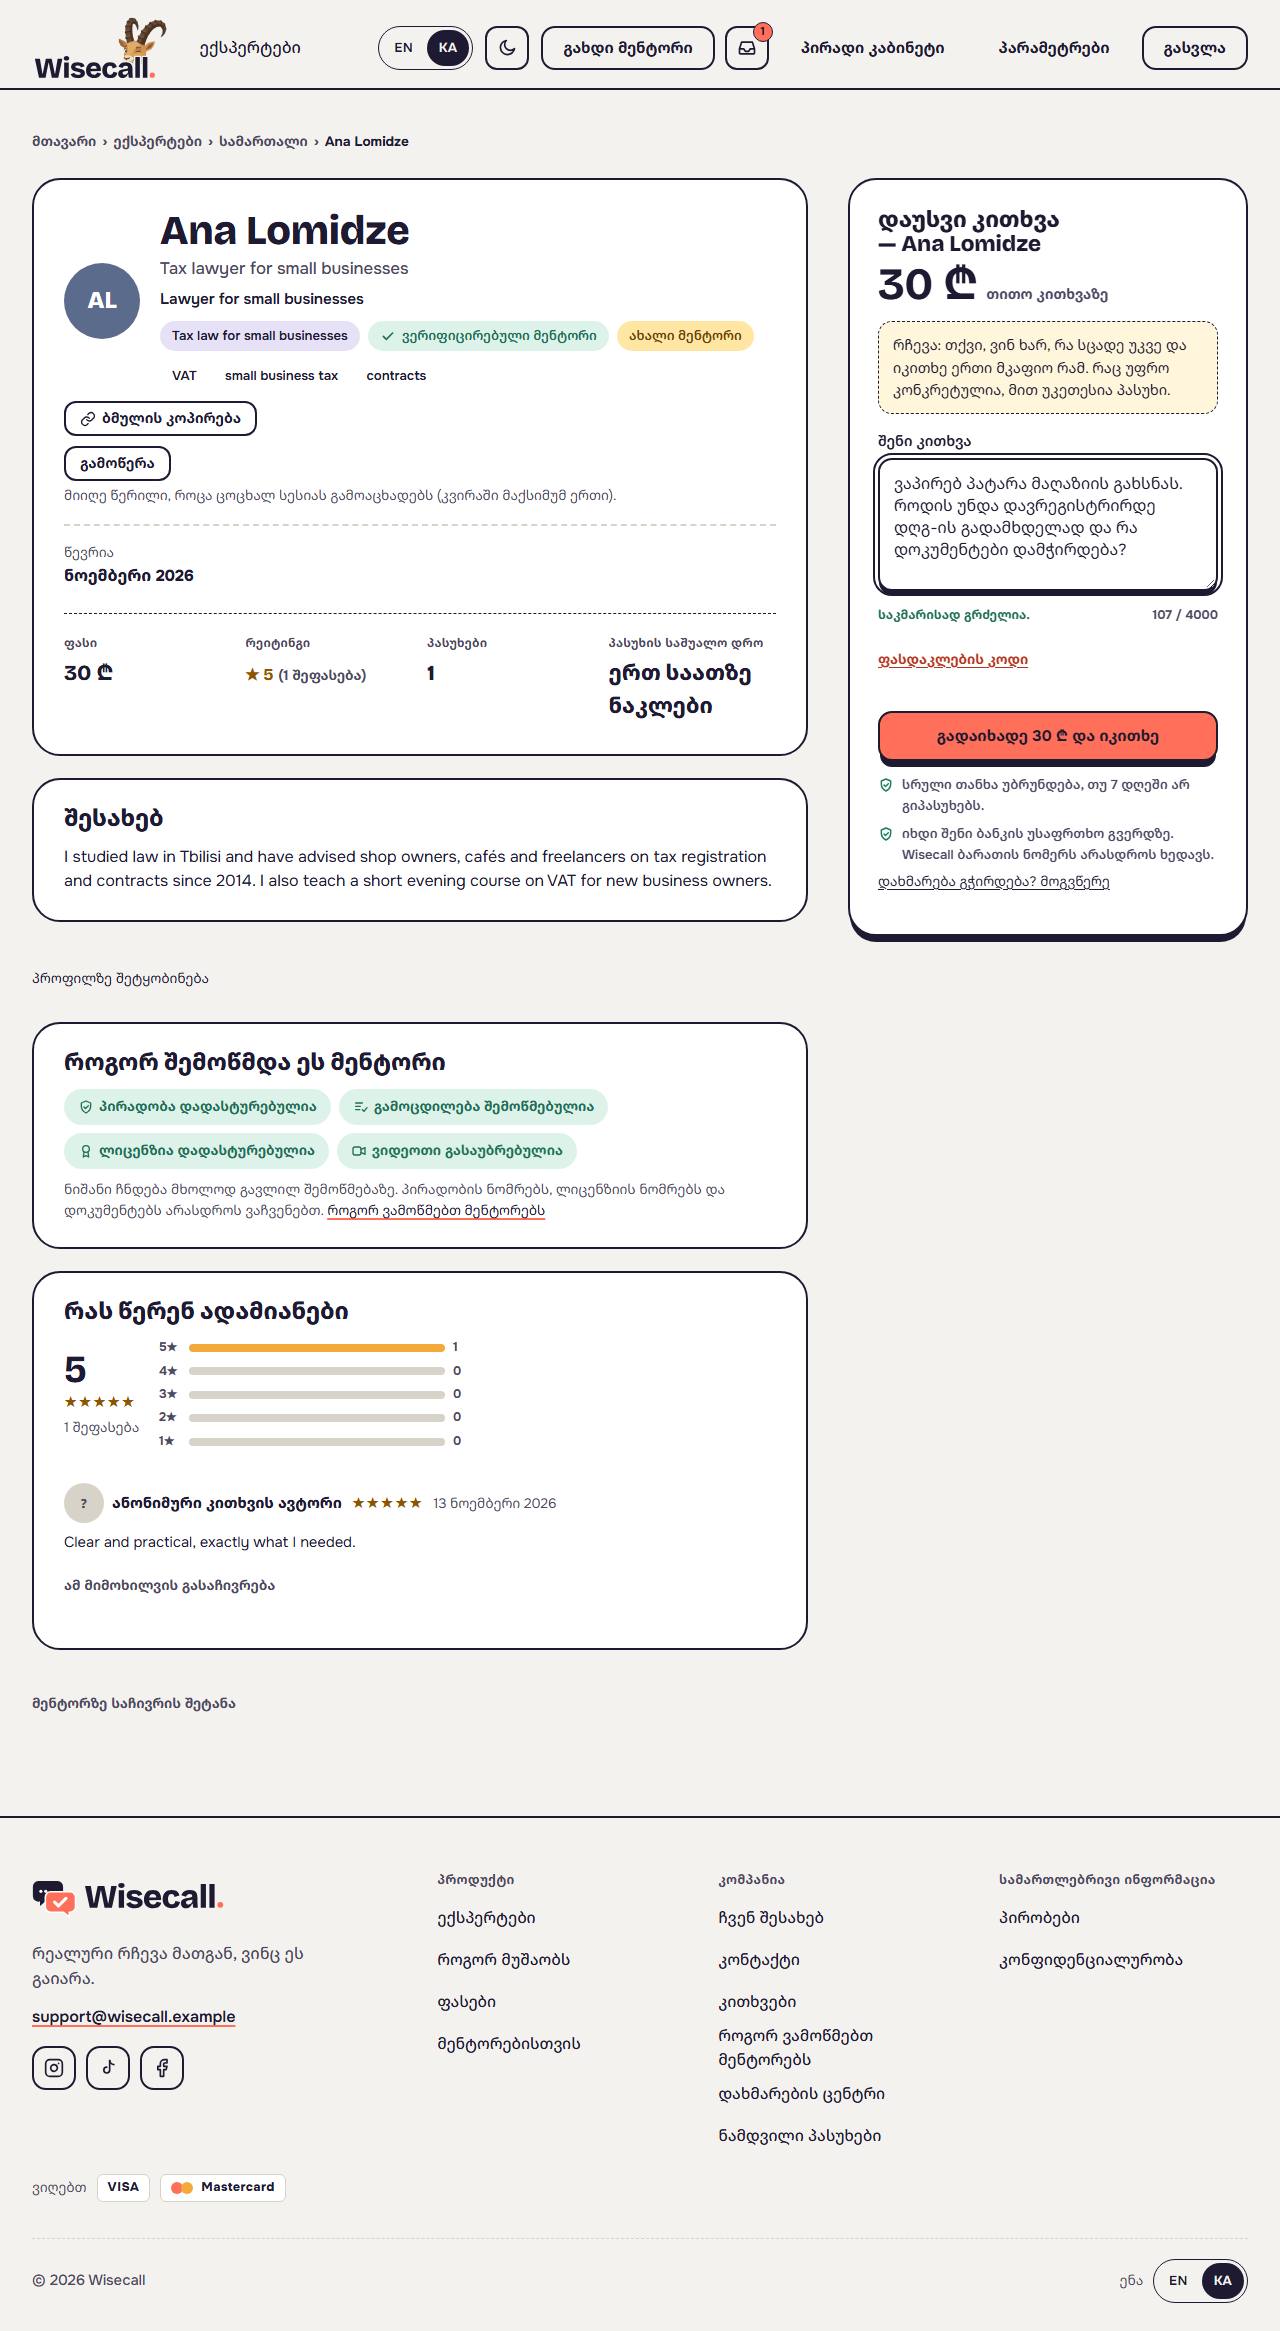 Wisecall.
ექსპერტები
EN KA
გახდი მენტორი
1
პირადი კაბინეტი
პარამეტრები
გასვლა
მთავარი › ექსპერტები › სამართალი › Ana Lomidze
AL
Ana Lomidze
Tax lawyer for small businesses
Lawyer for small businesses
Tax law for small businesses
ვერიფიცირებული მენტორი
ახალი მენტორი
VAT small business tax contracts
ბმულის კოპირება
გამოწერა
მიიღე წერილი, როცა ცოცხალ სესიას გამოაცხადებს (კვირაში მაქსიმუმ ერთი).
წევრია
ნოემბერი 2026
ფასი
30 ₾
რეიტინგი
★ 5 (1 შეფასება)
პასუხები
1
პასუხის საშუალო დრო
ერთ საათზე
ნაკლები
დაუსვი კითხვა
— Ana Lomidze
30 ₾ თითო კითხვაზე
რჩევა: თქვი, ვინ ხარ, რა სცადე უკვე და
იკითხე ერთი მკაფიო რამ. რაც უფრო
კონკრეტულია, მით უკეთესია პასუხი.
შენი კითხვა
ვაპირებ პატარა მაღაზიის გახსნას.
როდის უნდა დავრეგისტრირდე
დღგ-ის გადამხდელად და რა
დოკუმენტები დამჭირდება?
საკმარისად გრძელია.
107 / 4000
ფასდაკლების კოდი
გადაიხადე 30 ₾ და იკითხე
სრული თანხა უბრუნდება, თუ 7 დღეში არ
გიპასუხებს.
იხდი შენი ბანკის უსაფრთხო გვერდზე.
Wisecall ბარათის ნომერს არასდროს ხედავს.
დახმარება გჭირდება? მოგვწერე
შესახებ
I studied law in Tbilisi and have advised shop owners, cafés and freelancers on tax registration
and contracts since 2014. I also teach a short evening course on VAT for new business owners.
პროფილზე შეტყობინება
როგორ შემოწმდა ეს მენტორი
პირადობა დადასტურებულია
გამოცდილება შემოწმებულია
ლიცენზია დადასტურებულია
ვიდეოთი გასაუბრებულია
ნიშანი ჩნდება მხოლოდ გავლილ შემოწმებაზე. პირადობის ნომრებს, ლიცენზიის ნომრებს და
დოკუმენტებს არასდროს ვაჩვენებთ. როგორ ვამოწმებთ მენტორებს
რას წერენ ადამიანები
5
★★★★★
1 შეფასება
5★ 1
4★ 0
3★ 0
2★ 0
1★ 0
? ანონიმური კითხვის ავტორი ★★★★★ 13 ნოემბერი 2026
Clear and practical, exactly what I needed.
ამ მიმოხილვის გასაჩივრება
მენტორზე საჩივრის შეტანა
Wisecall.
რეალური რჩევა მათგან, ვინც ეს
გაიარა.
support@wisecall.example
პროდუქტი
ექსპერტები
როგორ მუშაობს
ფასები
მენტორებისთვის
კომპანია
ჩვენ შესახებ
კონტაქტი
კითხვები
როგორ ვამოწმებთ
მენტორებს
დახმარების ცენტრი
ნამდვილი პასუხები
სამართლებრივი ინფორმაცია
პირობები
კონფიდენციალურობა
ვიღებთ VISA Mastercard
© 2026 Wisecall
ენა EN KA